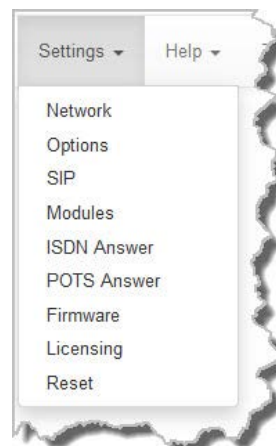 Settings Help
Network
Options
SIP
Modules
ISDN Answer
POTS Answer
Firmware
Licensing
Reset